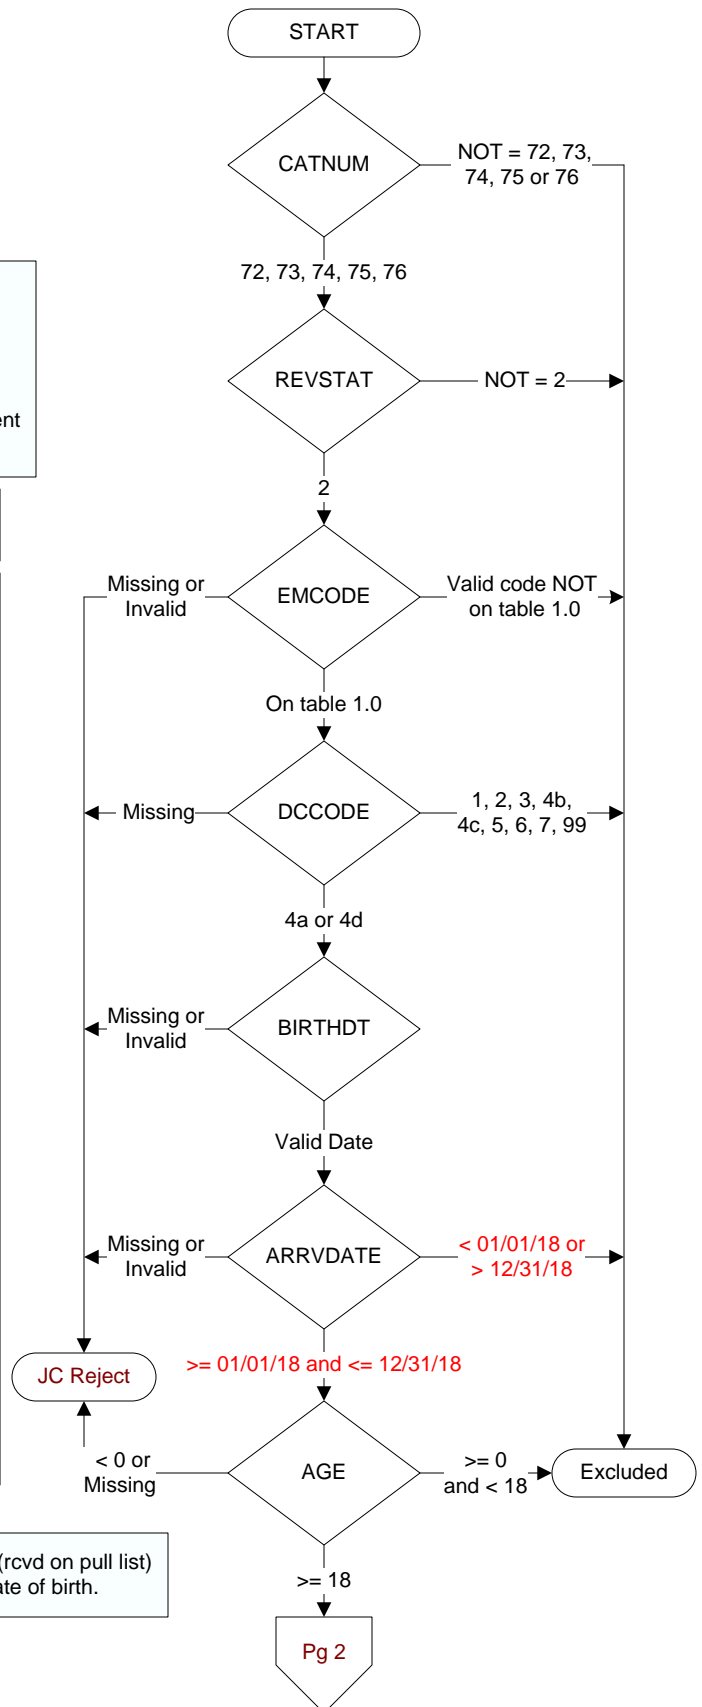 START
CATNUM
NOT = 72, 73,
74, 75 or 76
72, 73, 74, 75, 76
REVSTAT
NOT = 2
2
Missing or
Invalid
EMCODE
Valid code NOT
on table 1.0
On table 1.0
Missing
DCCODE
1, 2, 3, 4b,
4c, 5, 6, 7, 99
4a or 4d
Missing or
Invalid
BIRTHDT
Valid Date
Missing or
Invalid
ARRVDATE
< 01/01/18 or
> 12/31/18
>= 01/01/18 and <= 12/31/18
JC Reject
< 0 or
Missing
AGE
>= 0
and < 18
Excluded
>= 18
Pg 2
(rcvd on pull list)
of birth.